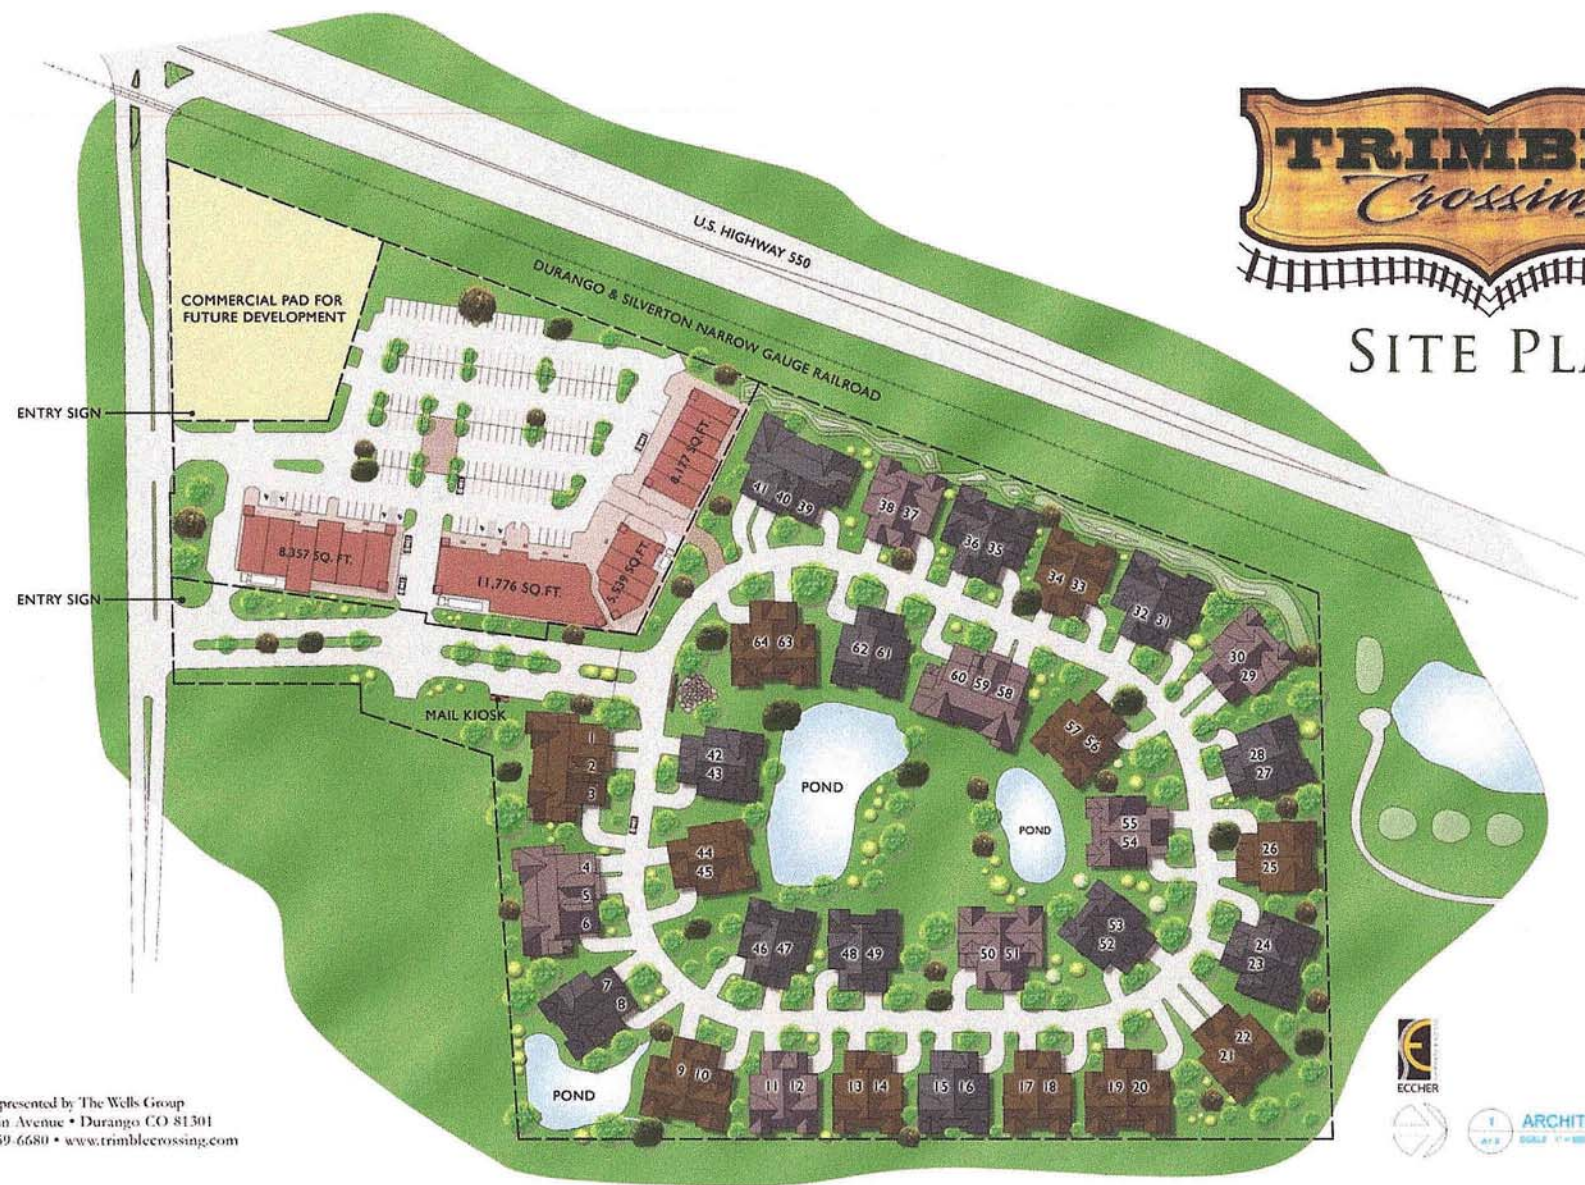 TRIMB
Crossin
SITE PLA
U.S. HIGHWAY 550
DURANGO & SILVERTON NARROW GAUGE RAILROAD
COMMERCIAL PAD FOR
FUTURE DEVELOPMENT
ENTRY SIGN
8,177 SQ.FT.
8,357 SQ. FT.
11,776 SQ.FT.
5,539 SQ.FT.
ENTRY SIGN
MAIL KIOSK
41 40 39
38 37
36 35
34 33
32 31
30
29
28
27
26
25
24
23
22
21
64 63
62 61
60 59 58
57 56
55
54
53
52
50 51
48 49
46 47
44
45
42
43
1
2
3
4
5
6
7
8
9 10
11 12
13 14
15 16
17 18
19 20
POND
POND
POND
presented by The Wells Group
n Avenue • Durango CO 81301
59-6680 • www.trimblecrossing.com
E
ECCHER
1
ARCHIT